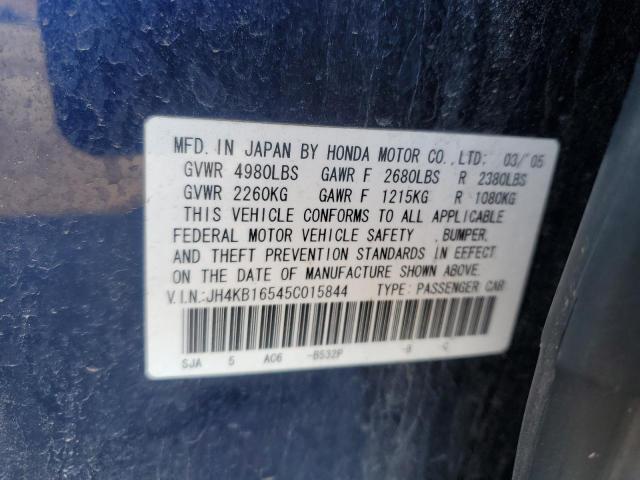 MFD. IN JAPAN BY HONDA MOTOR CO., LTD: 03/'05
GVWR 4980LBS GAWR F 2680LBS R 2380LBS
GVWR 2260KG GAWR F 1215KG R 1080KG
THIS VEHICLE CONFORMS TO ALL APPLICABLE
FEDERAL MOTOR VEHICLE SAFETY , BUMPER,
AND THEFT PREVENTION STANDARDS IN EFFECT
ON THE DATE OF MANUFACTURE SHOWN ABOVE.
V.I.N.:JH4KB16545C015844 TYPE: PASSENGER CAR
SJA 5 AC6 -B532P -B -C